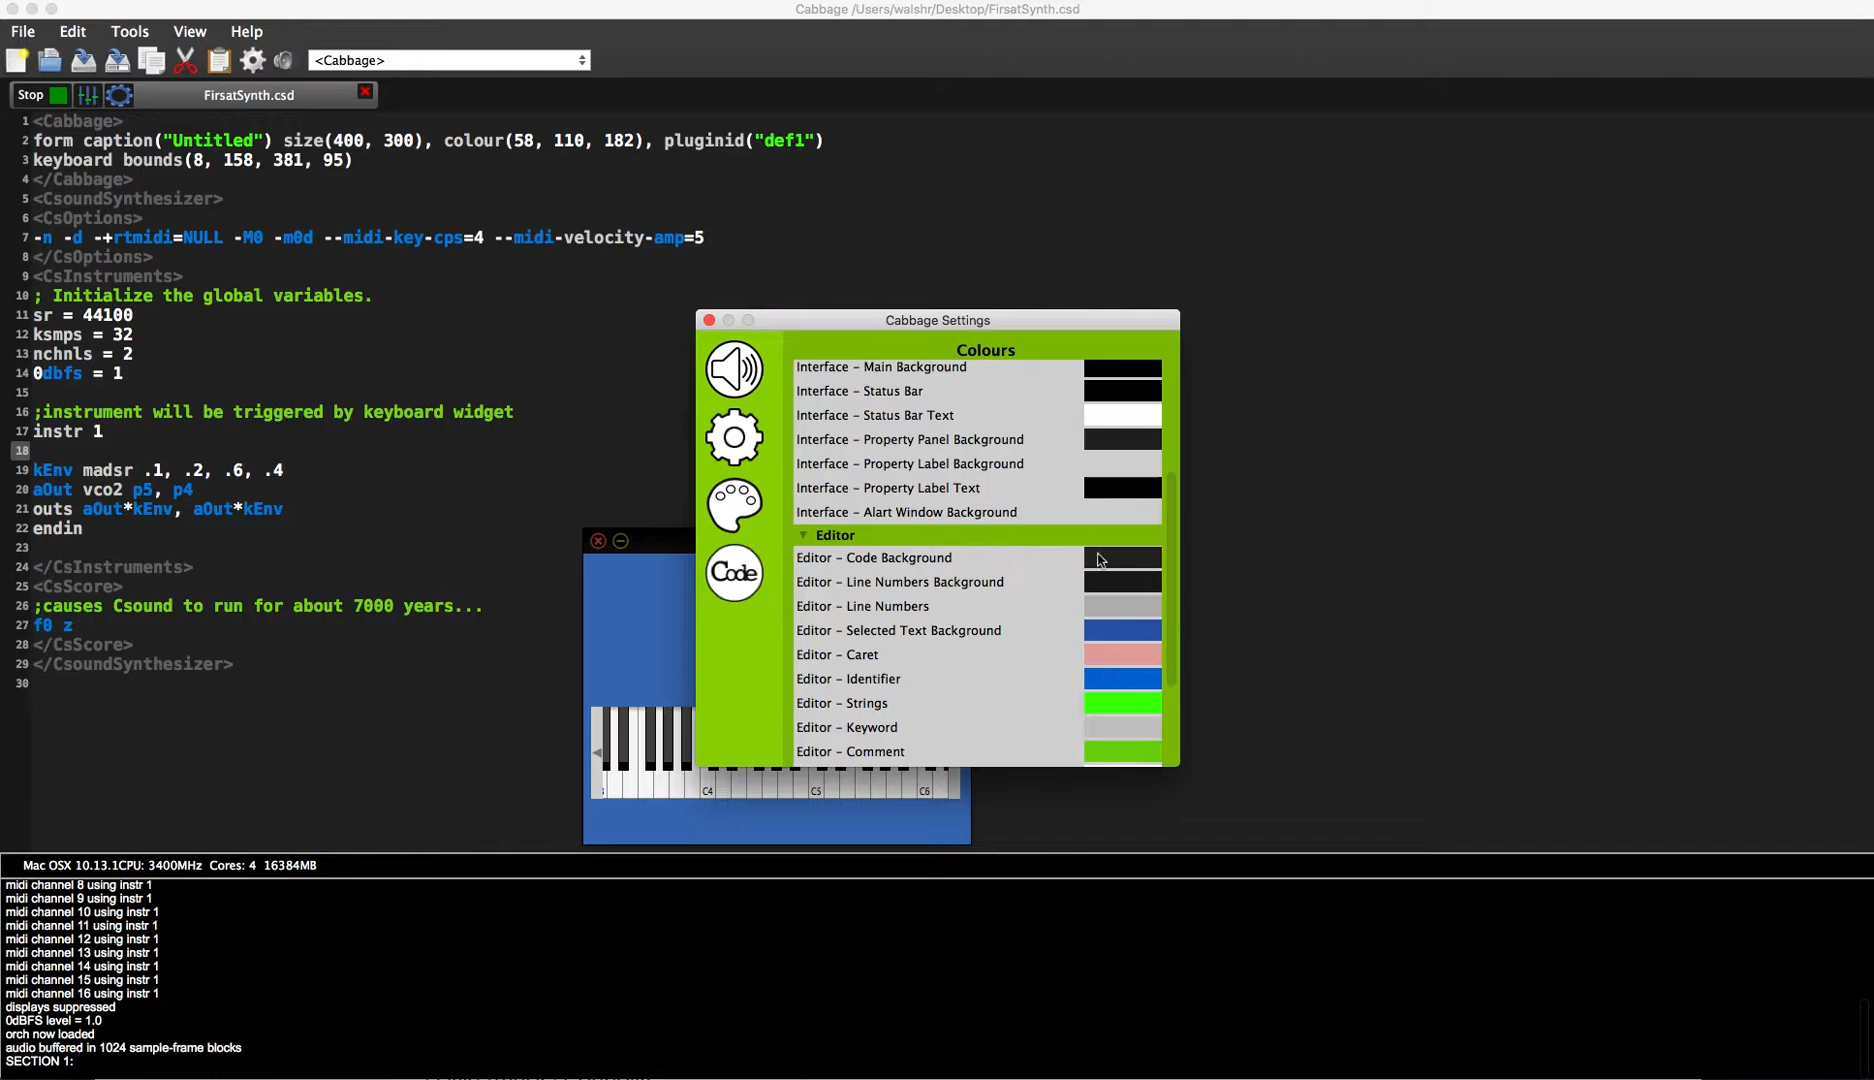 Cabbage /Users/walshr/Desktop/FirsatSynth.csd
File Edit Tools View Help
<Cabbage>
Stop FirsatSynth.csd
1 <Cabbage>
2 form caption("Untitled") size(400, 300), colour(58, 110, 182), pluginid("def1")
3 keyboard bounds(8, 158, 381, 95)
4 </Cabbage>
5 <CsoundSynthesizer>
6 <CsOptions>
7 -n -d -+rtmidi=NULL -M0 -m0d --midi-key-cps=4 --midi-velocity-amp=5
8 </CsOptions>
9 <CsInstruments>
10 ; Initialize the global variables.
11 sr = 44100
12 ksmps = 32
13 nchnls = 2
14 0dbfs = 1
15
16 ;instrument will be triggered by keyboard widget
17 instr 1
18
19 kEnv madsr .1, .2, .6, .4
20 aOut vco2 p5, p4
21 outs aOut*kEnv, aOut*kEnv
22 endin
23
24 </CsInstruments>
25 <CsScore>
26 ;causes Csound to run for about 7000 years...
27 f0 z
28 </CsScore>
29 </CsoundSynthesizer>
30
Cabbage Settings
Colours
Interface - Main Background
Interface - Status Bar
Interface - Status Bar Text
Interface - Property Panel Background
Interface - Property Label Background
Interface - Property Label Text
Interface - Alart Window Background
Editor
Editor - Code Background
Editor - Line Numbers Background
Editor - Line Numbers
Editor - Selected Text Background
Editor - Caret
Editor - Identifier
Editor - Strings
Editor - Keyword
Editor - Comment
Code
C4 C5 C6
Mac OSX 10.13.1CPU: 3400MHz Cores: 4 16384MB
midi channel 8 using instr 1
midi channel 9 using instr 1
midi channel 10 using instr 1
midi channel 11 using instr 1
midi channel 12 using instr 1
midi channel 13 using instr 1
midi channel 14 using instr 1
midi channel 15 using instr 1
midi channel 16 using instr 1
displays suppressed
0dBFS level = 1.0
orch now loaded
audio buffered in 1024 sample-frame blocks
SECTION 1: